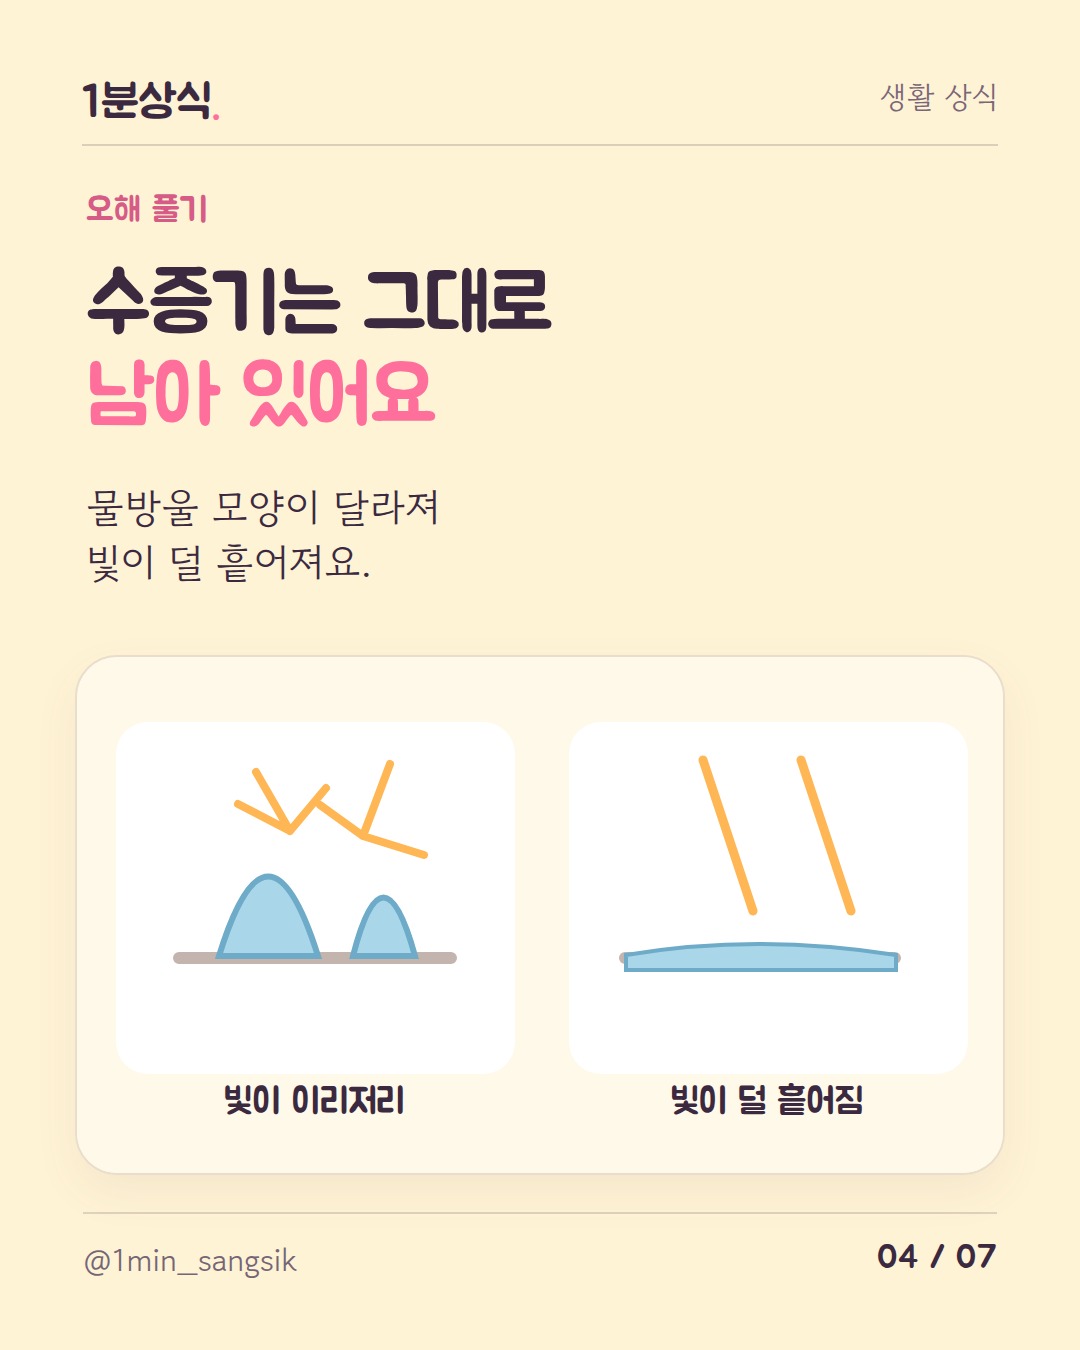 1분상식.
생활 상식
오해 풀기
수증기는 그대로
남아 있어요
물방울 모양이 달라져
빛이 덜 흩어져요.
빛이 이리저리
빛이 덜 흩어짐
@1min_sangsik
04 / 07